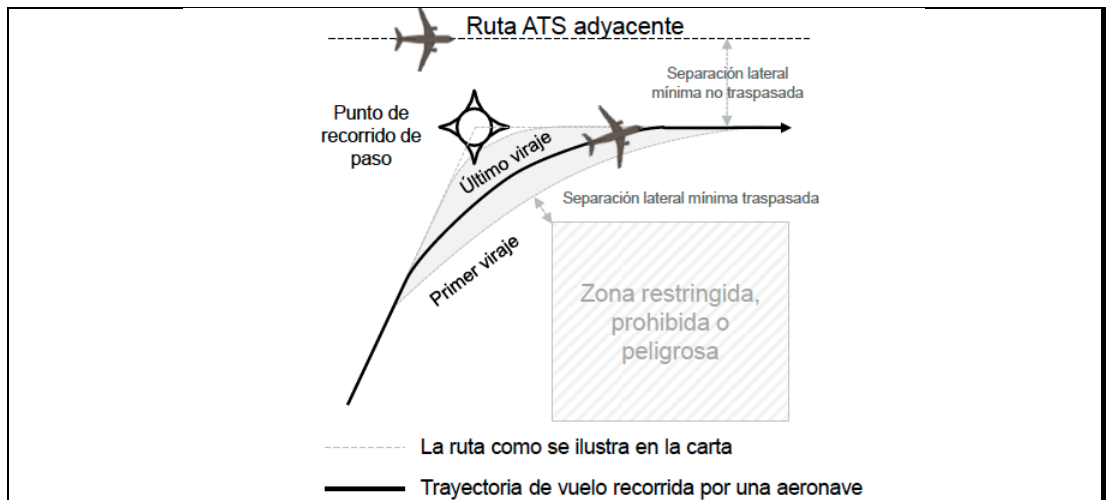 Ruta ATS adyacente
Separación lateral
mínima no traspasada
Punto de
recorrido de
paso
Último viraje
Separación lateral mínima traspasada
Primer viraje
Zona restringida,
prohibida o
peligrosa
La ruta como se ilustra en la carta
Trayectoria de vuelo recorrida por una aeronave